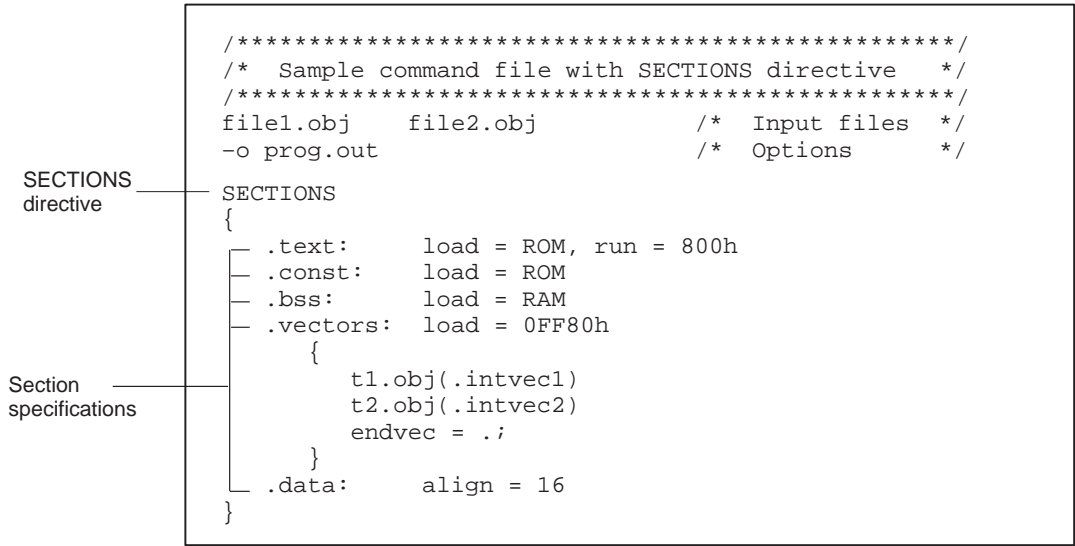 /**************************************************/
/*  Sample command file with SECTIONS directive   */
/**************************************************/
file1.obj    file2.obj           /*  Input files  */
-o prog.out                      /*  Options      */
SECTIONS
directive
SECTIONS
{
.text:     load = ROM, run = 800h
.const:    load = ROM
.bss:      load = RAM
.vectors:  load = 0FF80h
{
t1.obj(.intvec1)
t2.obj(.intvec2)
endvec = .;
}
.data:     align = 16
}
Section
specifications